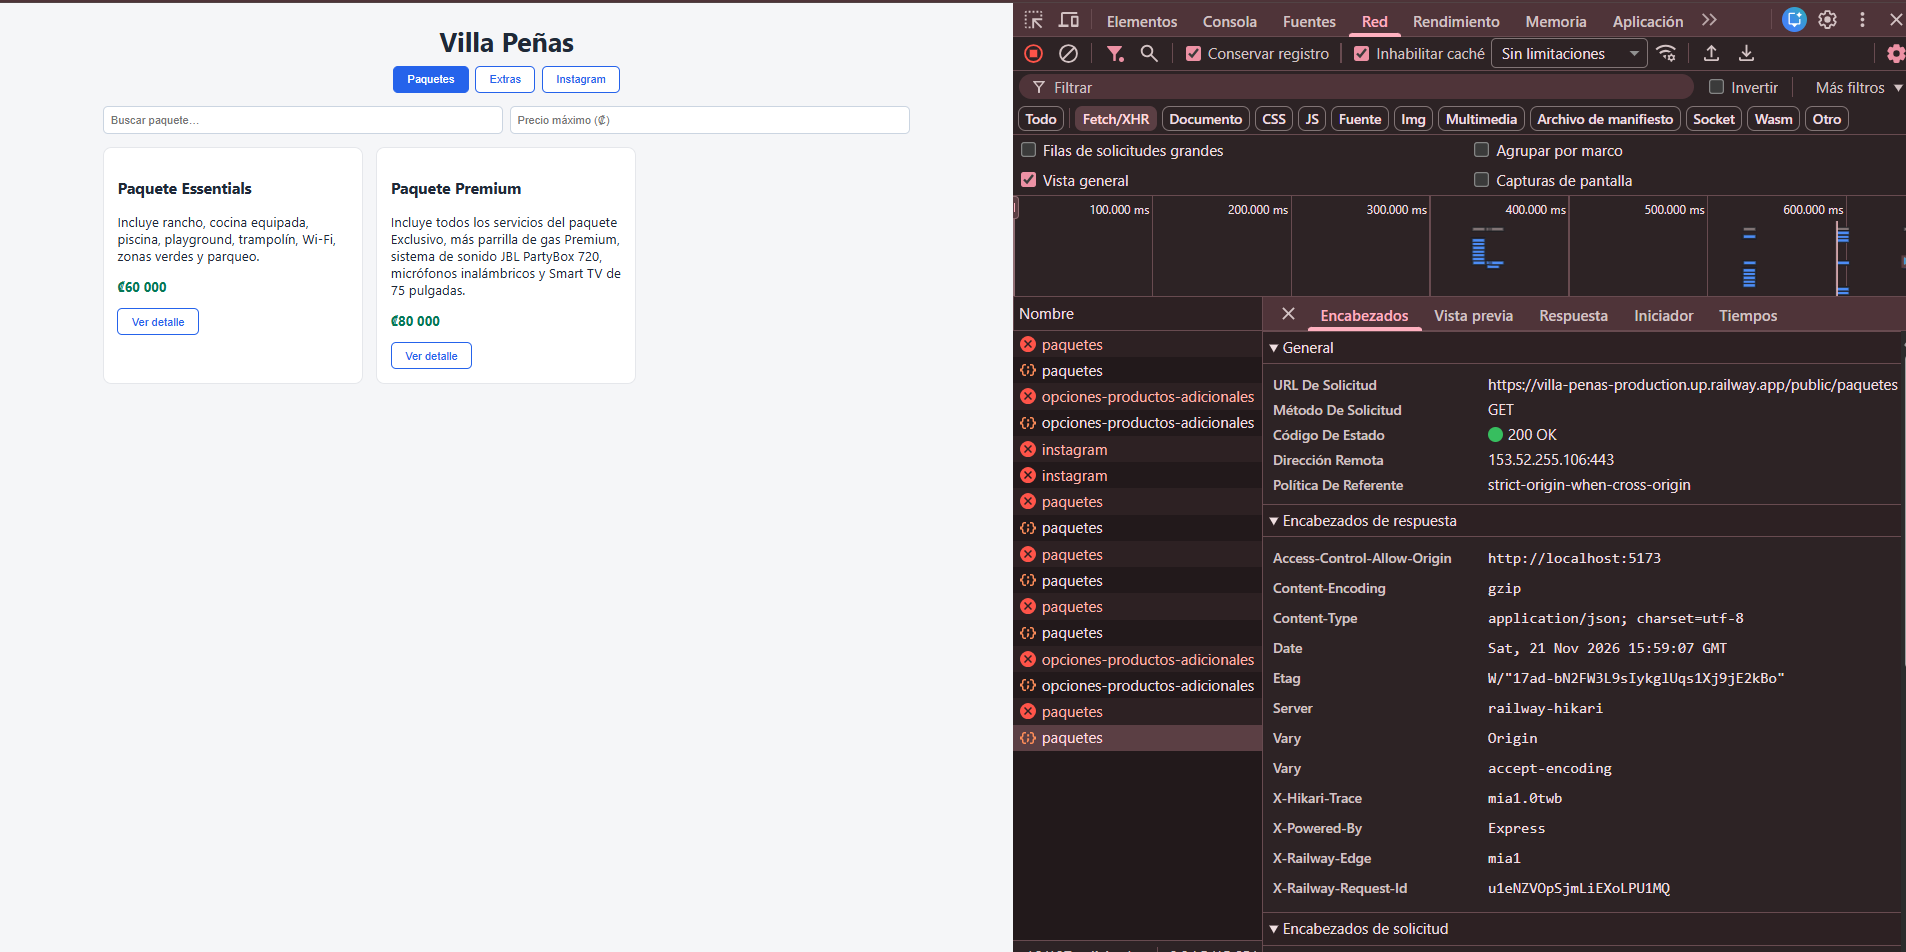 Villa Peñas
Paquetes
Extras
Instagram
Buscar paquete...
Precio máximo (₡)
Paquete Essentials
Incluye rancho, cocina equipada,
piscina, playground, trampolín, Wi-Fi,
zonas verdes y parqueo.
₡60 000
Ver detalle
Paquete Premium
Incluye todos los servicios del paquete
Exclusivo, más parrilla de gas Premium,
sistema de sonido JBL PartyBox 720,
micrófonos inalámbricos y Smart TV de
75 pulgadas.
₡80 000
Ver detalle
Elementos Consola Fuentes Red Rendimiento Memoria Aplicación
Conservar registro Inhabilitar caché Sin limitaciones
Filtrar Invertir Más filtros
Todo Fetch/XHR Documento CSS JS Fuente Img Multimedia Archivo de manifiesto Socket Wasm Otro
Filas de solicitudes grandes Agrupar por marco
Vista general Capturas de pantalla
100.000 ms 200.000 ms 300.000 ms 400.000 ms 500.000 ms 600.000 ms
Nombre
paquetes
paquetes
opciones-productos-adicionales
opciones-productos-adicionales
instagram
instagram
paquetes
paquetes
paquetes
paquetes
paquetes
paquetes
opciones-productos-adicionales
opciones-productos-adicionales
paquetes
paquetes
Encabezados Vista previa Respuesta Iniciador Tiempos
General
URL De Solicitud https://villa-penas-production.up.railway.app/public/paquetes
Método De Solicitud GET
Código De Estado 200 OK
Dirección Remota 153.52.255.106:443
Política De Referente strict-origin-when-cross-origin
Encabezados de respuesta
Access-Control-Allow-Origin http://localhost:5173
Content-Encoding gzip
Content-Type application/json; charset=utf-8
Date Sat, 21 Nov 2026 15:59:07 GMT
Etag W/"17ad-bN2FW3L9sIykglUqs1Xj9jE2kBo"
Server railway-hikari
Vary Origin
Vary accept-encoding
X-Hikari-Trace mia1.0twb
X-Powered-By Express
X-Railway-Edge mia1
X-Railway-Request-Id u1eNZVOpSjmLiEXoLPU1MQ
Encabezados de solicitud